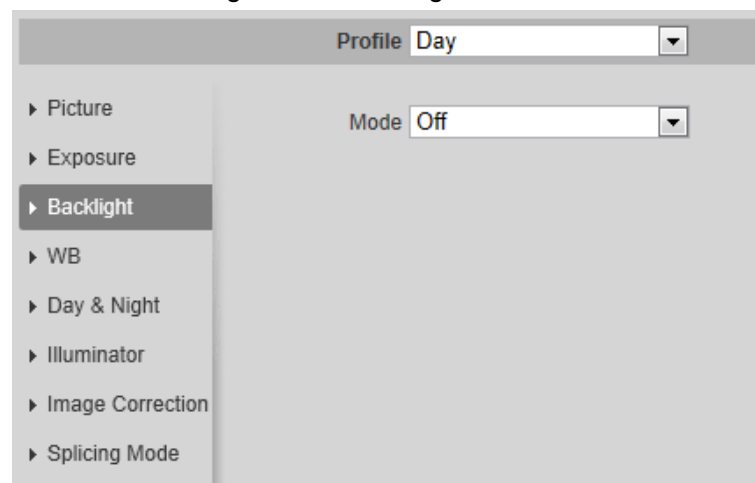 Profile Day
Picture
Mode Off
Exposure
Backlight
WB
Day & Night
Illuminator
Image Correction
Splicing Mode